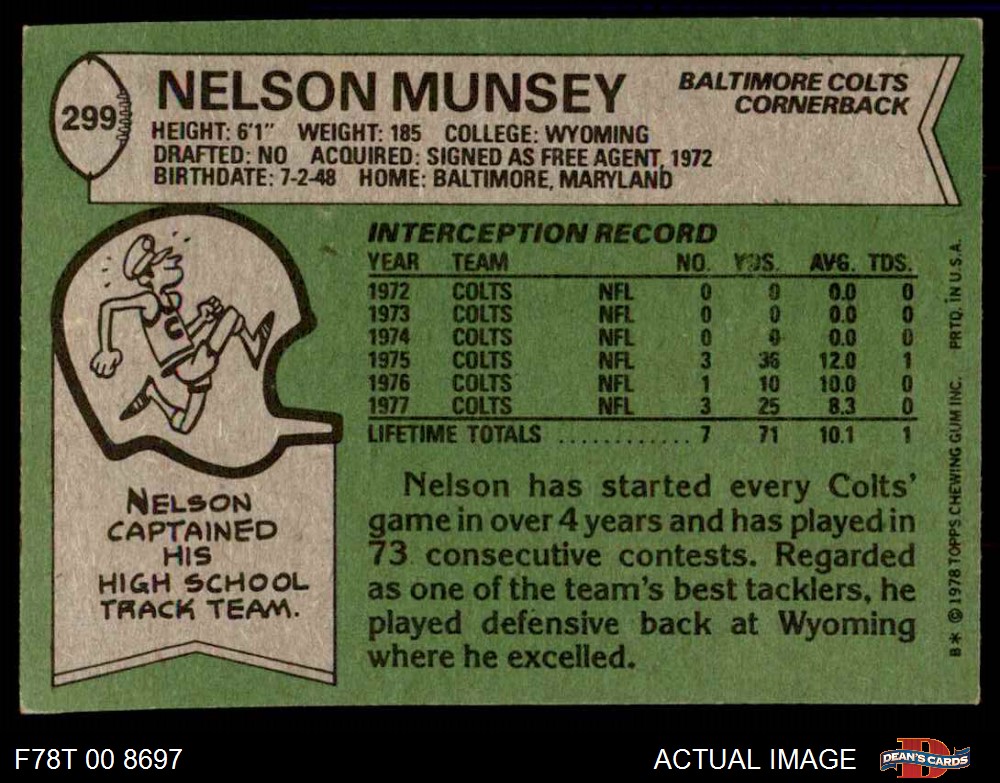 299
NELSON MUNSEY
BALTIMORE COLTS
CORNERBACK
HEIGHT: 6'1" WEIGHT: 185 COLLEGE: WYOMING
DRAFTED: NO ACQUIRED: SIGNED AS FREE AGENT, 1972
BIRTHDATE: 7-2-48 HOME: BALTIMORE, MARYLAND
INTERCEPTION RECORD
YEAR TEAM NO. YDS. AVG. TDS.
1972 COLTS NFL 0 0 0.0 0
1973 COLTS NFL 0 0 0.0 0
1974 COLTS NFL 0 0 0.0 0
1975 COLTS NFL 3 36 12.0 1
1976 COLTS NFL 1 10 10.0 0
1977 COLTS NFL 3 25 8.3 0
LIFETIME TOTALS ............ 7 71 10.1 1
NELSON
CAPTAINED
HIS
HIGH SCHOOL
TRACK TEAM.
Nelson has started every Colts'
game in over 4 years and has played in
73 consecutive contests. Regarded
as one of the team's best tacklers, he
played defensive back at Wyoming
where he excelled.
B* © 1978 TOPPS CHEWING GUM INC. PRTD. IN U.S.A.
F78T 00 8697
ACTUAL IMAGE
DEAN'S CARDS